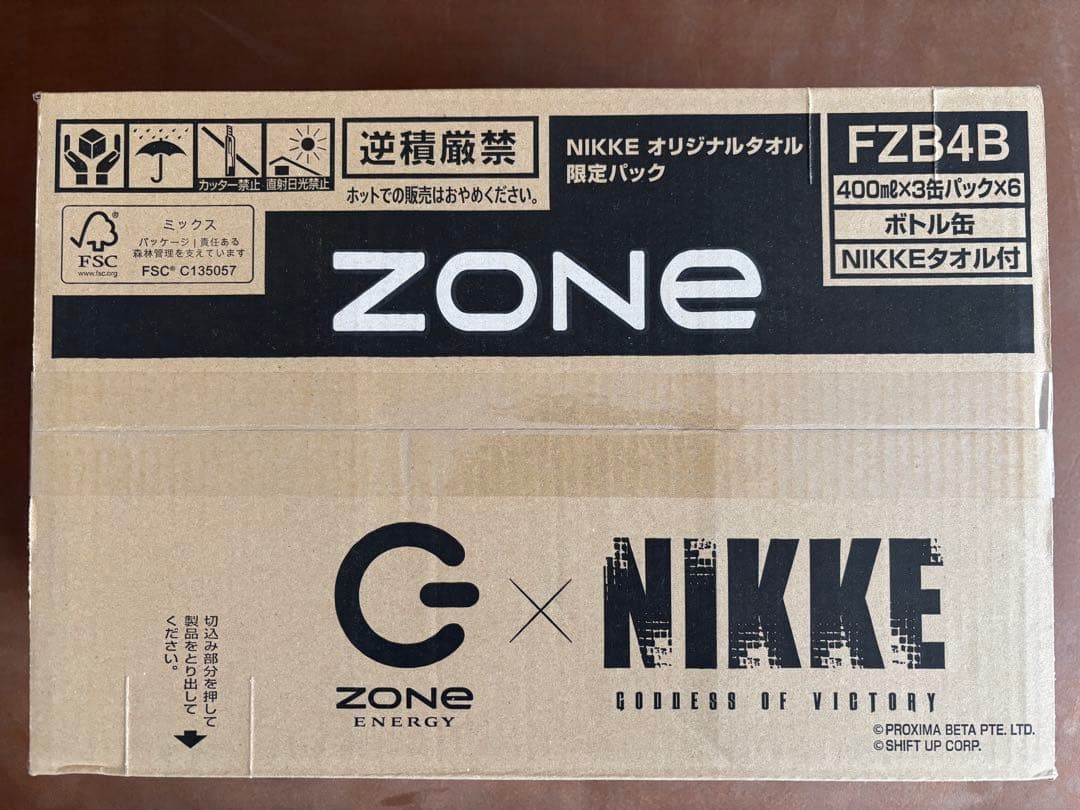 カッター禁止
直射日光禁止
逆積厳禁
ホットでの販売はおやめください。
NIKKE オリジナルタオル
限定パック
FZB4B
400㎖×3缶パック×6
ボトル缶
NIKKEタオル付
FSC®
www.fsc.org
ミックス
パッケージ | 責任ある
森林管理を支えています
FSC® C135057
ZONe
ZONe
ENERGY
×
NIKKE
GODDESS OF VICTORY
切込み部分を押して
製品をとり出して
ください。
©PROXIMA BETA PTE. LTD.
©SHIFT UP CORP.